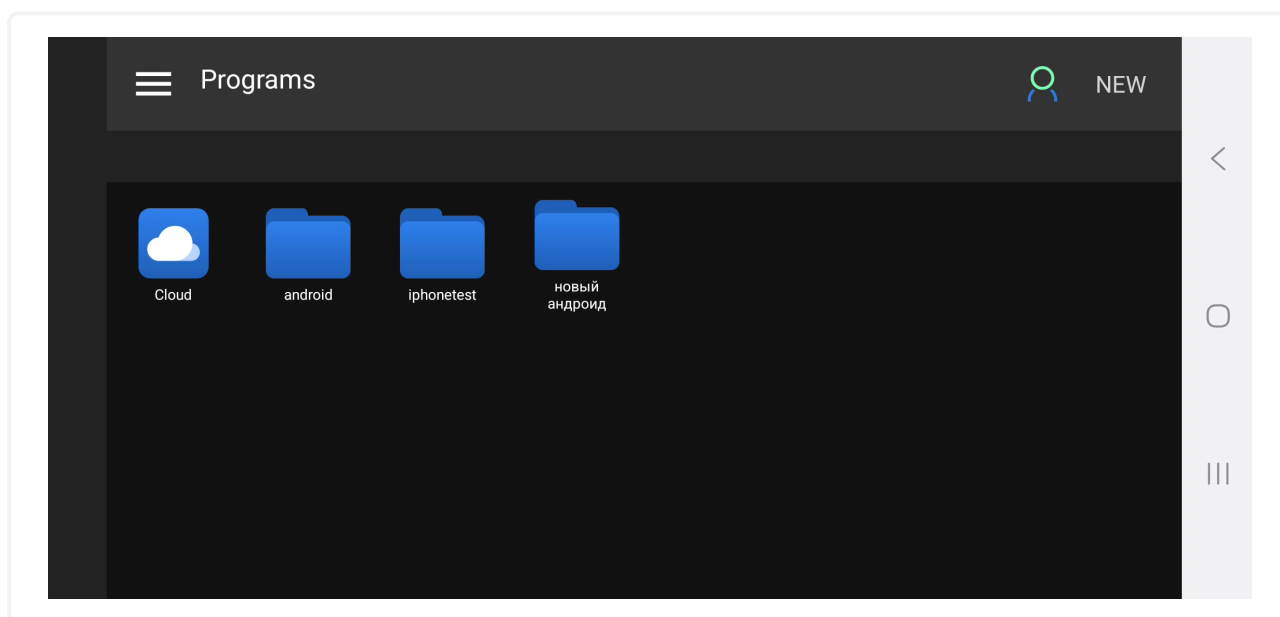 Programs
NEW
Cloud
android
iphonetest
новый
андроид